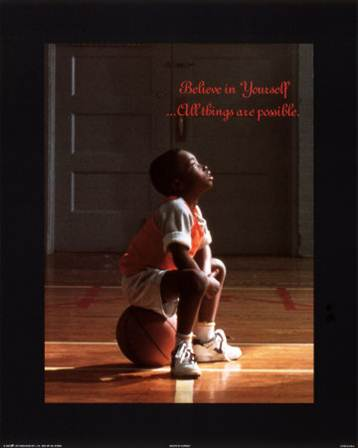 Believe in Yourself
...All things are possible.